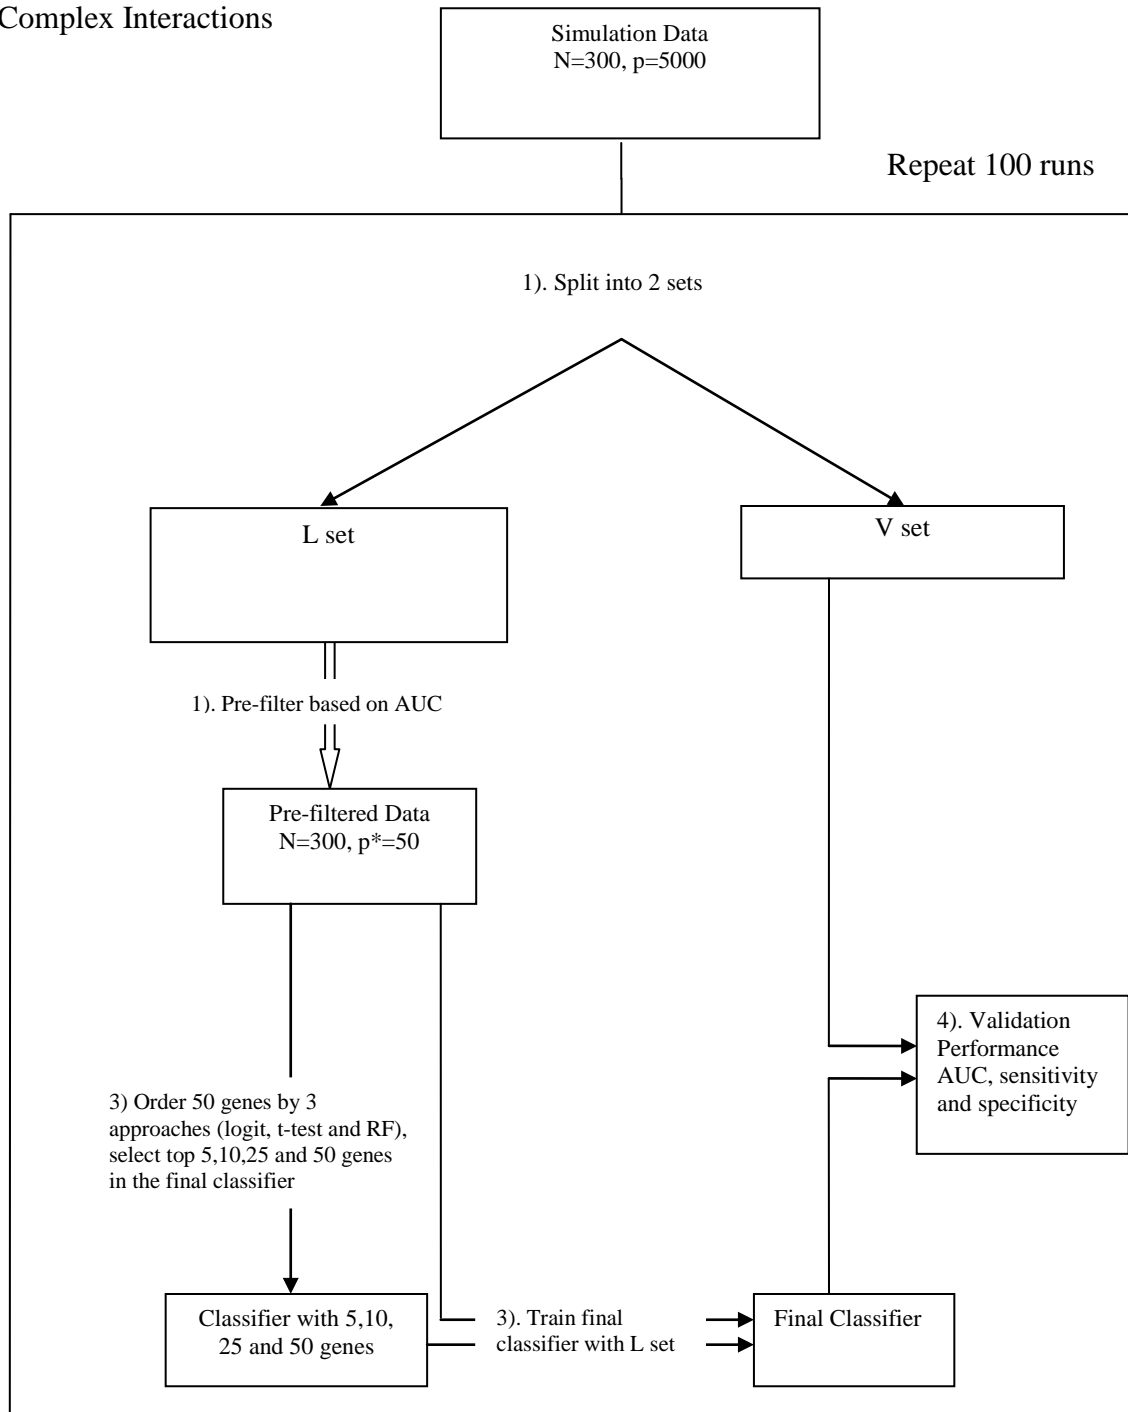 Complex Interactions
Simulation Data
N=300, p=5000
Repeat 100 runs
1). Split into 2 sets
L set
V set
1). Pre-filter based on AUC
Pre-filtered Data
N=300, p*=50
4). Validation
Performance
AUC, sensitivity
and specificity
3) Order 50 genes by 3
approaches (logit, t-test and RF),
select top 5,10,25 and 50 genes
in the final classifier
Classifier with 5,10,
25 and 50 genes
3). Train final
classifier with L set
Final Classifier